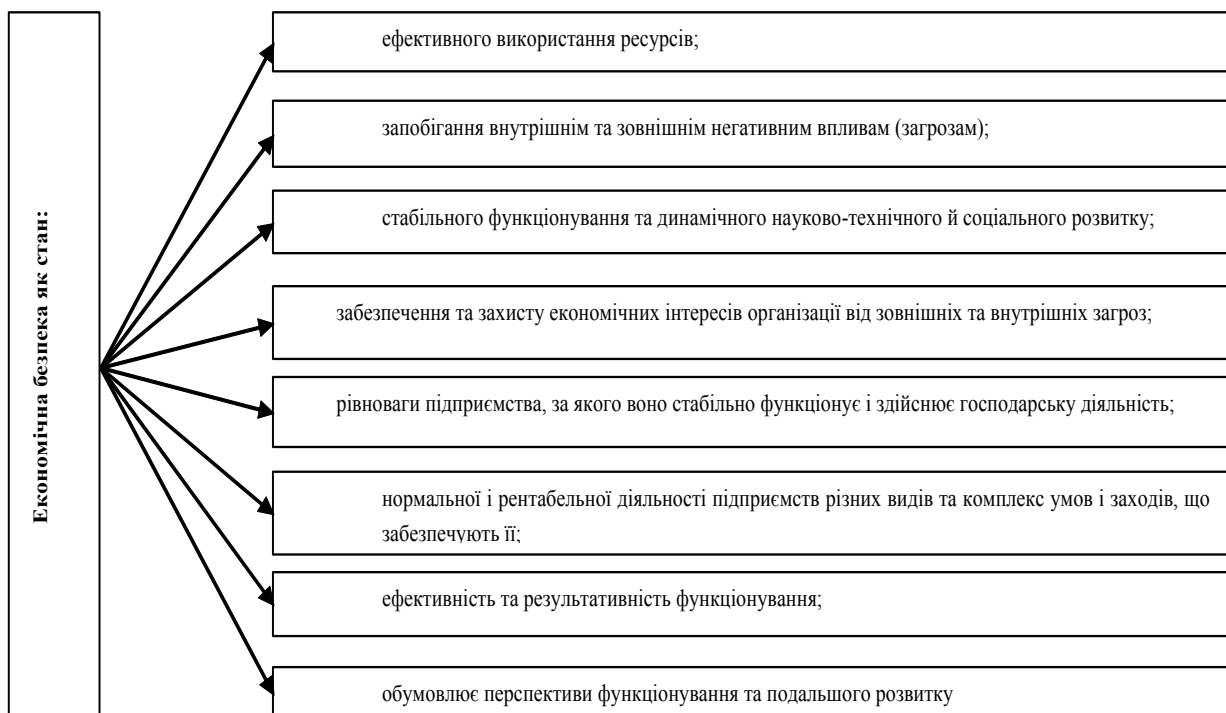 Економічна безпека як стан:
ефективного використання ресурсів;
запобігання внутрішнім та зовнішнім негативним впливам (загрозам);
стабільного функціонування та динамічного науково-технічного й соціального розвитку;
забезпечення та захисту економічних інтересів організації від зовнішніх та внутрішніх загроз;
рівноваги підприємства, за якого воно стабільно функціонує і здійснює господарську діяльність;
нормальної і рентабельної діяльності підприємств різних видів та комплекс умов і заходів, що
забезпечують її;
ефективність та результативність функціонування;
обумовлює перспективи функціонування та подальшого розвитку